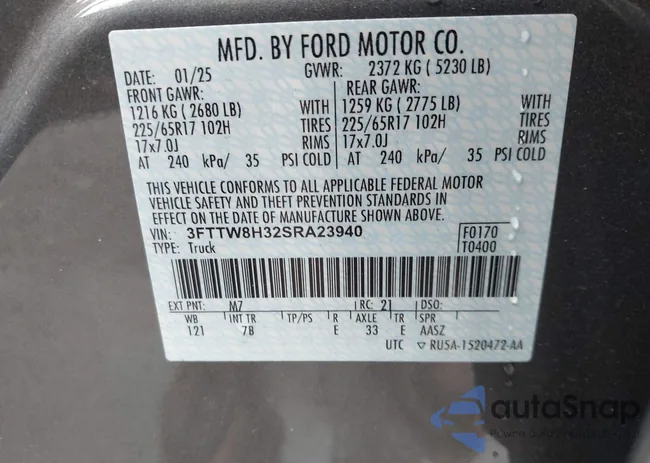 MFD. BY FORD MOTOR CO.
DATE: 01/25 GVWR: 2372 KG ( 5230 LB)
FRONT GAWR: REAR GAWR:
1216 KG ( 2680 LB) WITH 1259 KG ( 2775 LB) WITH
225/65R17 102H TIRES 225/65R17 102H TIRES
17x7.0J RIMS 17x7.0J RIMS
AT 240 kPa/ 35 PSI COLD AT 240 kPa/ 35 PSI COLD
THIS VEHICLE CONFORMS TO ALL APPLICABLE FEDERAL MOTOR
VEHICLE SAFETY AND THEFT PREVENTION STANDARDS IN
EFFECT ON THE DATE OF MANUFACTURE SHOWN ABOVE.
VIN: 3FTTW8H32SRA23940 F0170
TYPE: Truck T0400
EXT PNT: M7 RC: 21 DSO:
WB INT TR TP/PS R AXLE TR SPR
121 7B E 33 E AASZ
UTC ▽ RU5A-1520472-AA
autoSnap